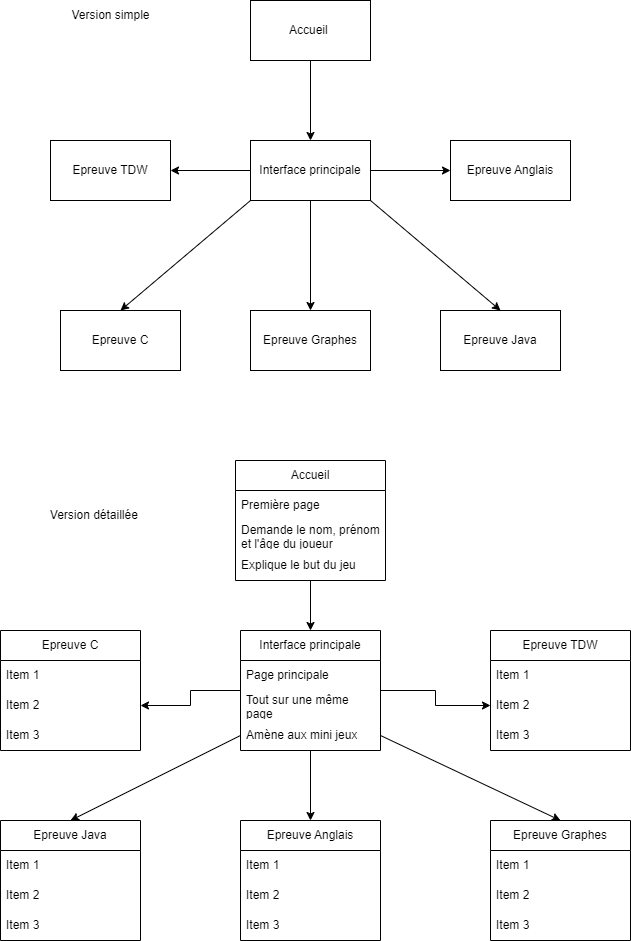 Version simple
Accueil
Epreuve TDW
Interface principale
Epreuve Anglais
Epreuve C
Epreuve Graphes
Epreuve Java
Accueil
Version détaillée
Première page
Demande le nom, prénom
et l'âge du joueur
Explique le but du jeu
Epreuve C
Item 1
Item 2
Item 3
Interface principale
Page principale
Tout sur une même
page
Amène aux mini jeux
Epreuve TDW
Item 1
Item 2
Item 3
Epreuve Java
Item 1
Item 2
Item 3
Epreuve Anglais
Item 1
Item 2
Item 3
Epreuve Graphes
Item 1
Item 2
Item 3